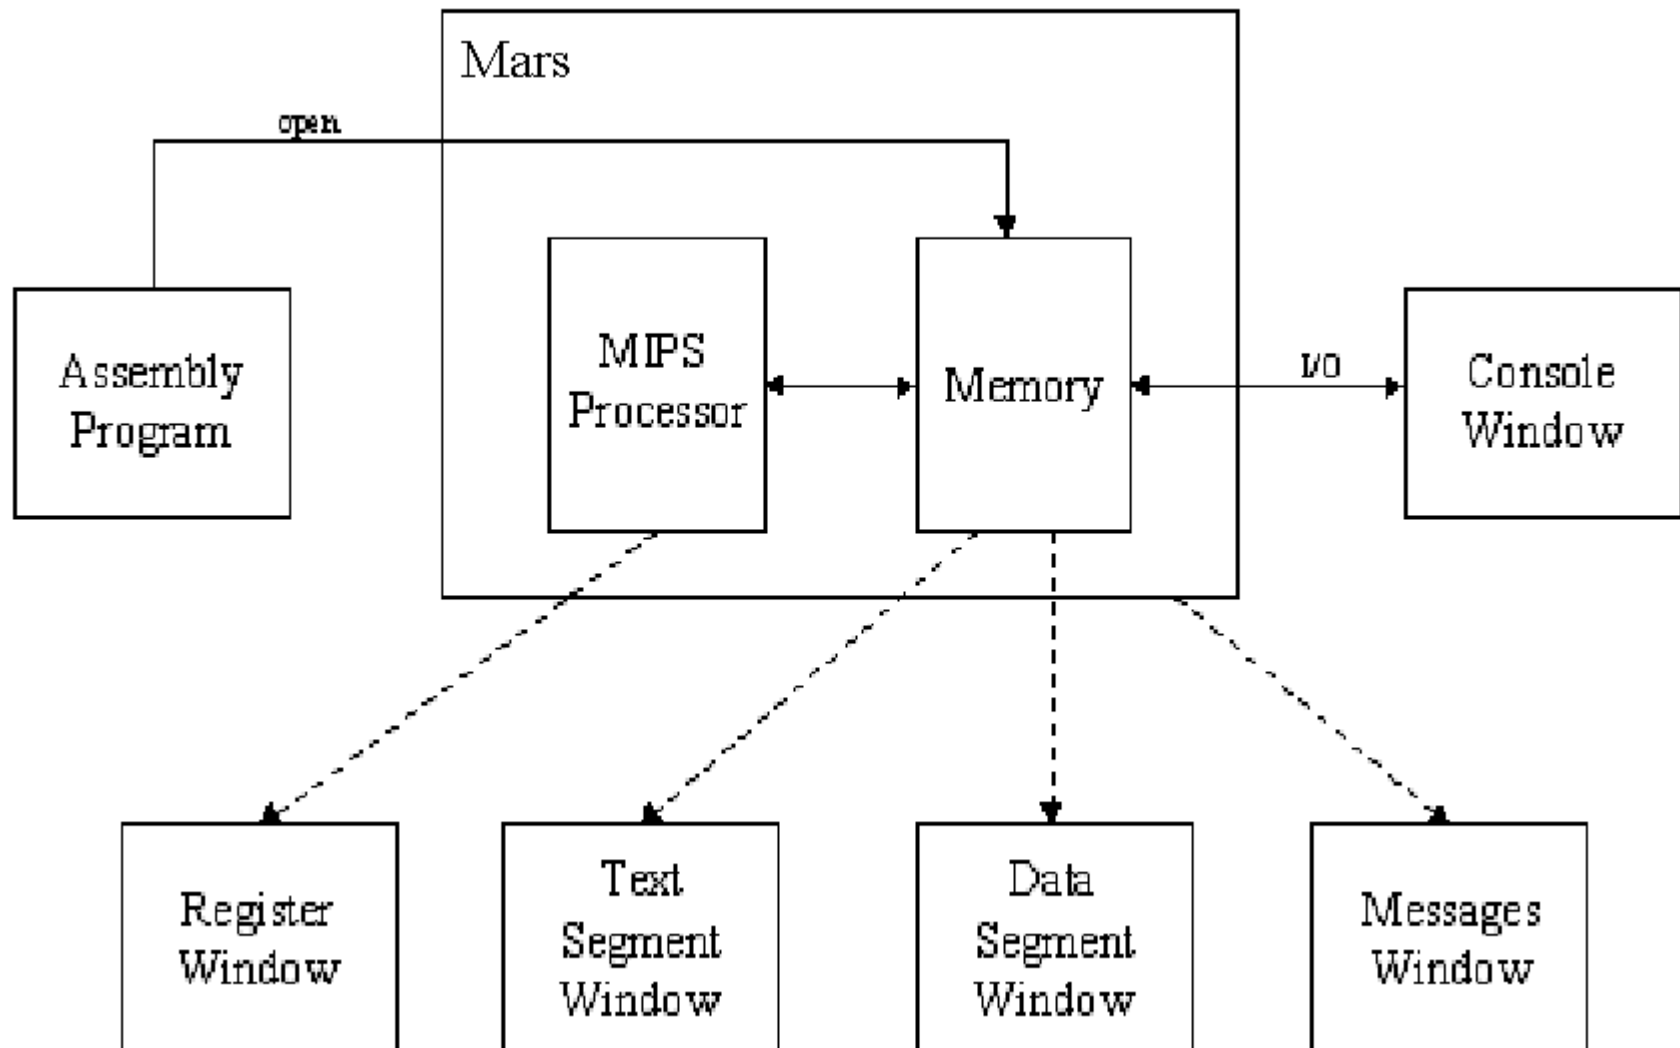 Mars
open
Assembly
Program
MIPS
Processor
Memory
I/O
Console
Window
Register
Window
Text
Segment
Window
Data
Segment
Window
Messages
Window